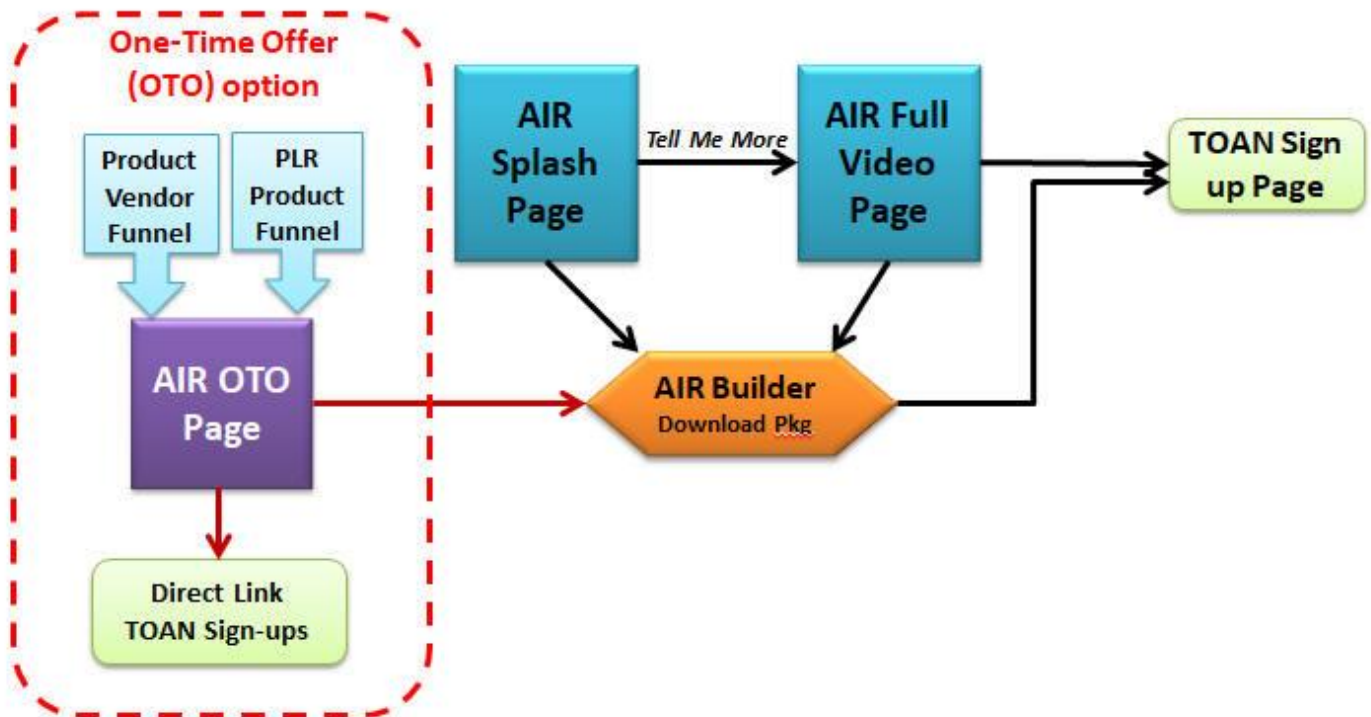 One-Time Offer
(OTO) option
Product
Vendor
Funnel
PLR
Product
Funnel
AIR OTO
Page
Direct Link
TOAN Sign-ups
AIR
Splash
Page
Tell Me More
AIR Full
Video
Page
AIR Builder
Download Pkg
TOAN Sign
up Page